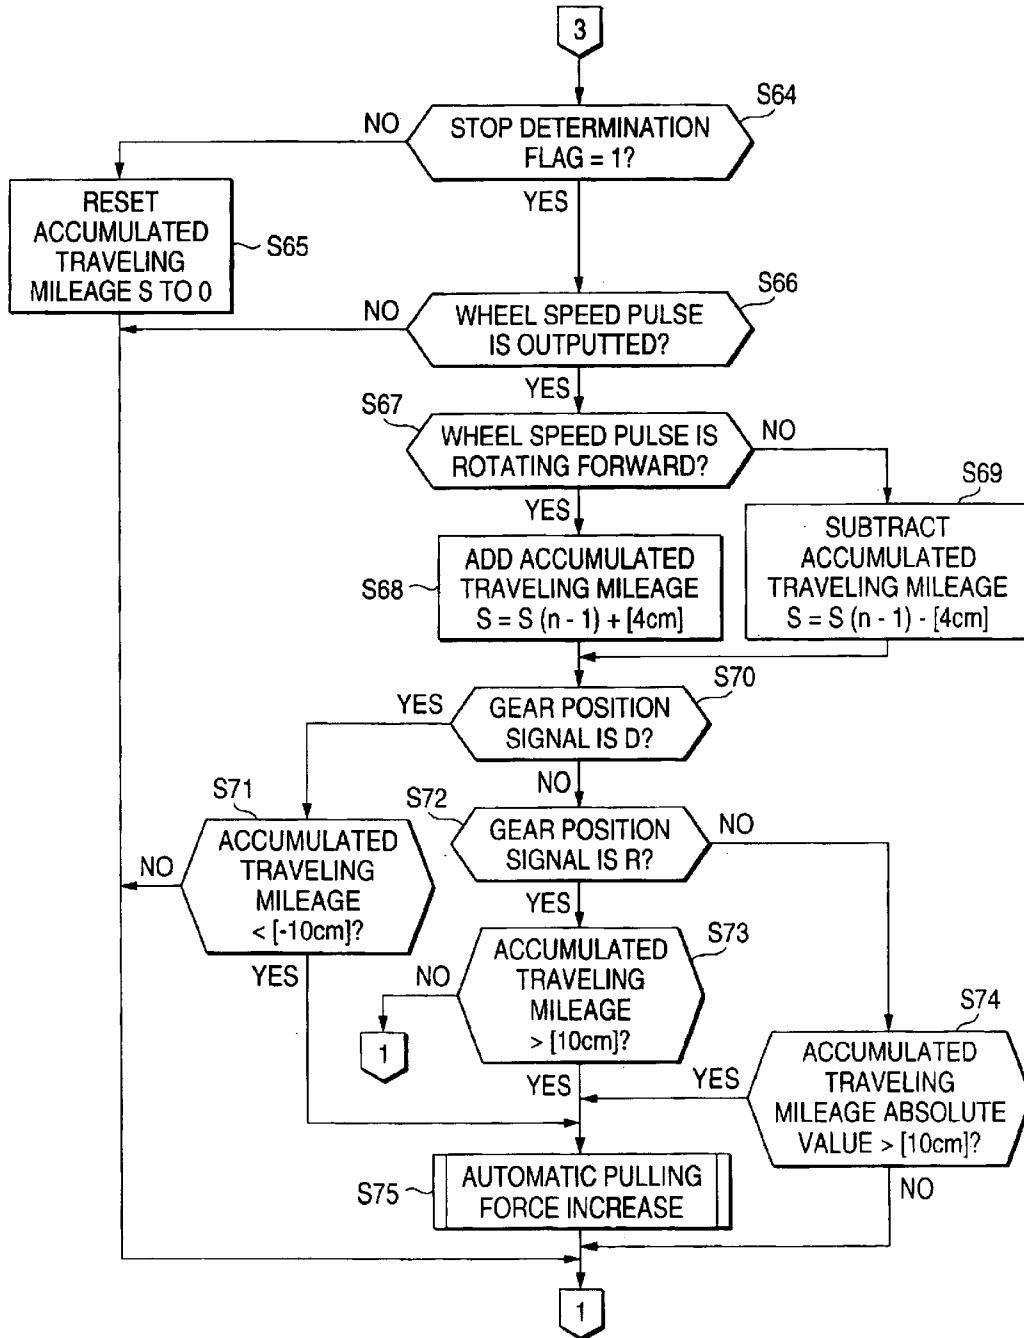 3
S64
NO
STOP DETERMINATION
FLAG = 1?
YES
RESET
ACCUMULATED
TRAVELING
MILEAGE S TO 0
S65
S66
NO
WHEEL SPEED PULSE
IS OUTPUTTED?
YES
S67
WHEEL SPEED PULSE IS
ROTATING FORWARD?
NO
YES
S69
SUBTRACT
ACCUMULATED
TRAVELING MILEAGE
S = S (n - 1) - [4cm]
S68
ADD ACCUMULATED
TRAVELING MILEAGE
S = S (n - 1) + [4cm]
S70
YES
GEAR POSITION
SIGNAL IS D?
NO
S71
ACCUMULATED
TRAVELING
MILEAGE
< [-10cm]?
NO
YES
S72
GEAR POSITION
SIGNAL IS R?
NO
YES
S73
ACCUMULATED
TRAVELING
MILEAGE
> [10cm]?
NO
1
YES
S74
ACCUMULATED
TRAVELING
MILEAGE ABSOLUTE
VALUE > [10cm]?
YES
NO
S75
AUTOMATIC PULLING
FORCE INCREASE
1